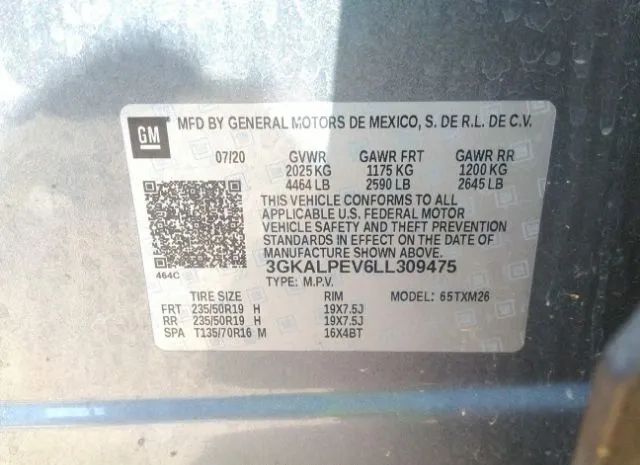 GM MFD BY GENERAL MOTORS DE MEXICO, S. DE R.L. DE C.V.
07/20 GVWR GAWR FRT GAWR RR
2025 KG 1175 KG 1200 KG
4464 LB 2590 LB 2645 LB
THIS VEHICLE CONFORMS TO ALL
APPLICABLE U.S. FEDERAL MOTOR
VEHICLE SAFETY AND THEFT PREVENTION
STANDARDS IN EFFECT ON THE DATE OF
MANUFACTURE SHOWN ABOVE.
464C 3GKALPEV6LL309475
TYPE: M.P.V.
TIRE SIZE RIM MODEL: 65TXM26
FRT 235/50R19 H 19X7.5J
RR 235/50R19 H 19X7.5J
SPA T135/70R16 M 16X4BT